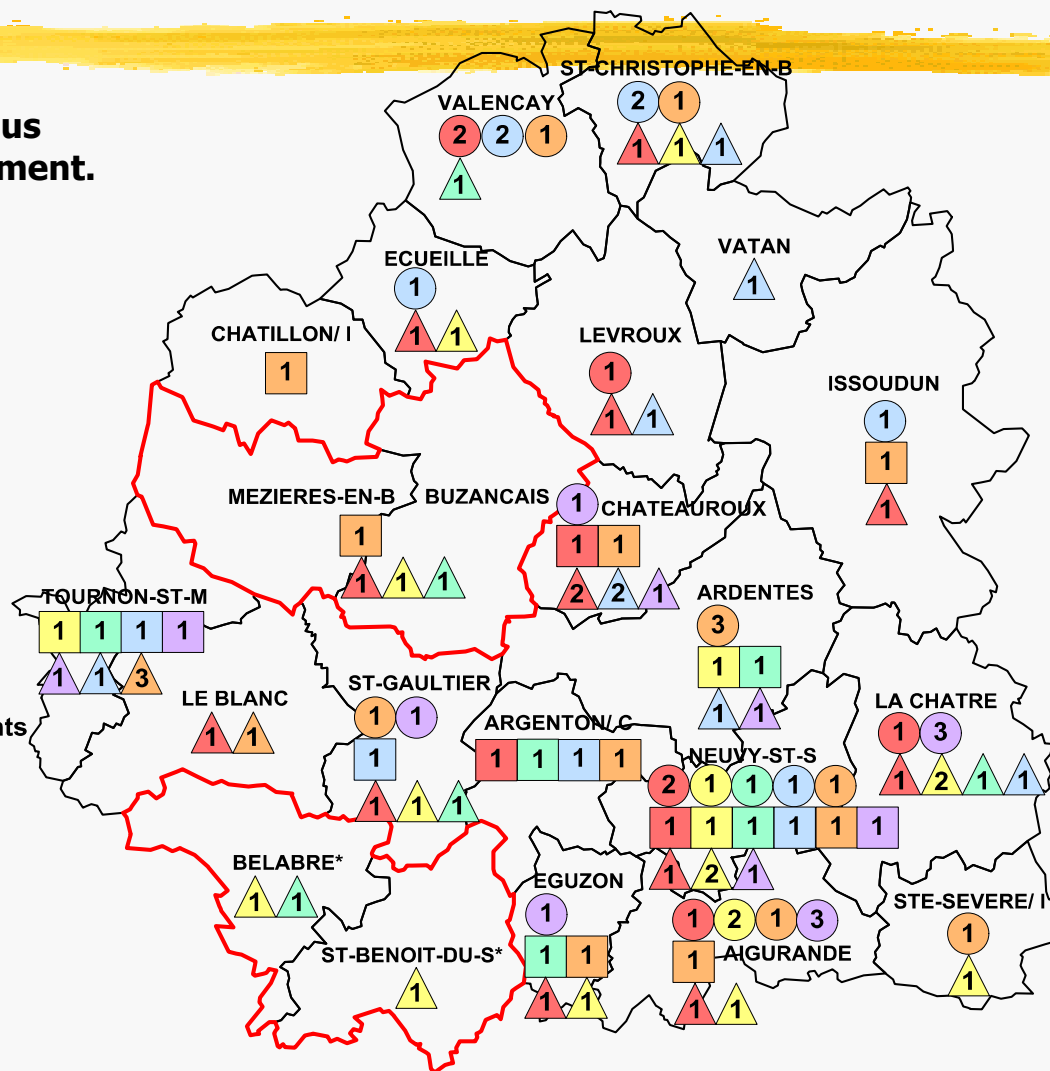 ST-CHRISTOPHE-EN-B
2 1
1 1 1
VALENCAY
2 2 1
1
us
ment.
VATAN
1
ECUEILLE
1
1 1
CHATILLON/ I
1
LEVROUX
1
1 1
ISSOUDUN
1
1
1
MEZIERES-EN-B
1
BUZANCAIS
1 1 1
CHATEAUROUX
1
1 1
2 2 1
TOURNON-ST-M
1 1 1 1
1 1 3
ARDENTES
3
1 1
1 1
LE BLANC
1 1
nts
ST-GAULTIER
1 1
1
1 1 1
ARGENTON/ C
1 1 1 1
LA CHATRE
1 3
1 2 1 1
NEUVY-ST-S
2 1 1 1 1
1 1 1 1 1 1
1 2 1
BELABRE*
1 1
EGUZON
1
1 1
1 1
STE-SEVERE/ I
1
1
ST-BENOIT-DU-S*
1
1 2 1 3
1
AIGURANDE
1 1